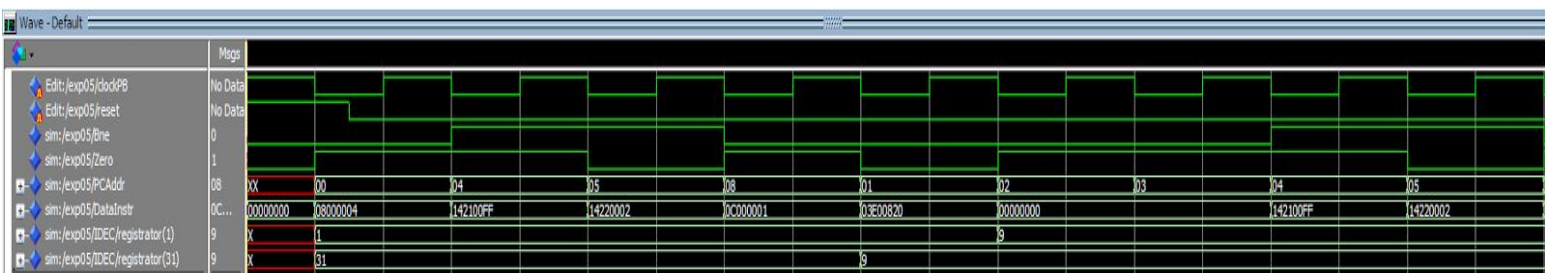 Wave - Default
Msgs
Edit:/exp05/clockPB No Data
Edit:/exp05/reset No Data
sim:/exp05/Bne 0
sim:/exp05/Zero 1
sim:/exp05/PCAddr 08 XX 00 04 05 08 01 02 03 04 05
sim:/exp05/DataInstr 0C... 00000000 08000004 142100FF 14220002 0C000001 03E00820 00000000 142100FF 14220002
sim:/exp05/IDEC/registrator(1) 9 X 1 9
sim:/exp05/IDEC/registrator(31) 9 X 31 9